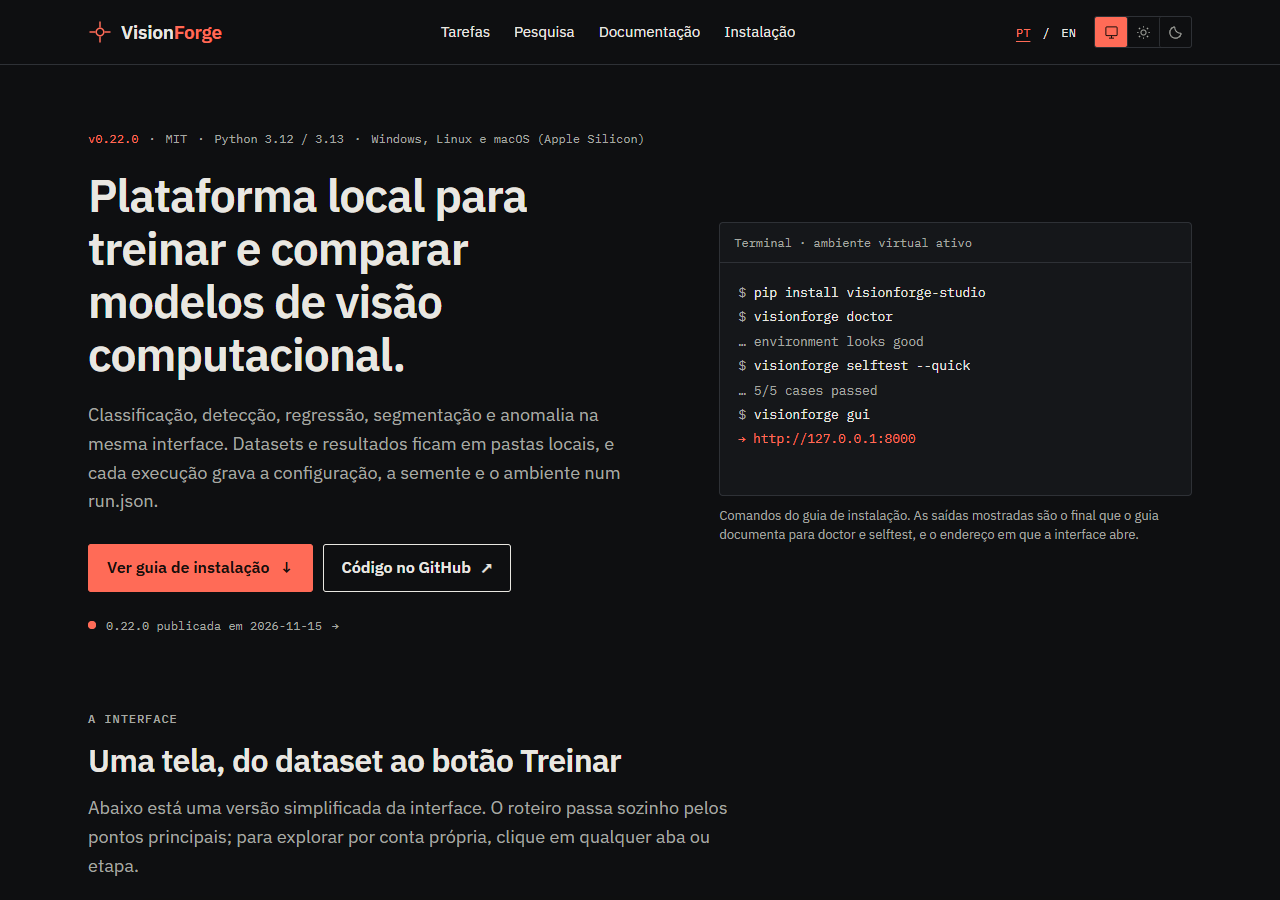 VisionForge
Tarefas Pesquisa Documentação Instalação
PT / EN
v0.22.0 · MIT · Python 3.12 / 3.13 · Windows, Linux e macOS (Apple Silicon)
Plataforma local para
treinar e comparar
modelos de visão
computacional.
Classificação, detecção, regressão, segmentação e anomalia na
mesma interface. Datasets e resultados ficam em pastas locais, e
cada execução grava a configuração, a semente e o ambiente num
run.json.
Ver guia de instalação ↓
Código no GitHub ↗
0.22.0 publicada em 2026-11-15 →
Terminal · ambiente virtual ativo
$ pip install visionforge-studio
$ visionforge doctor
… environment looks good
$ visionforge selftest --quick
… 5/5 cases passed
$ visionforge gui
→ http://127.0.0.1:8000
Comandos do guia de instalação. As saídas mostradas são o final que o guia
documenta para doctor e selftest, e o endereço em que a interface abre.
A INTERFACE
Uma tela, do dataset ao botão Treinar
Abaixo está uma versão simplificada da interface. O roteiro passa sozinho pelos
pontos principais; para explorar por conta própria, clique em qualquer aba ou
etapa.